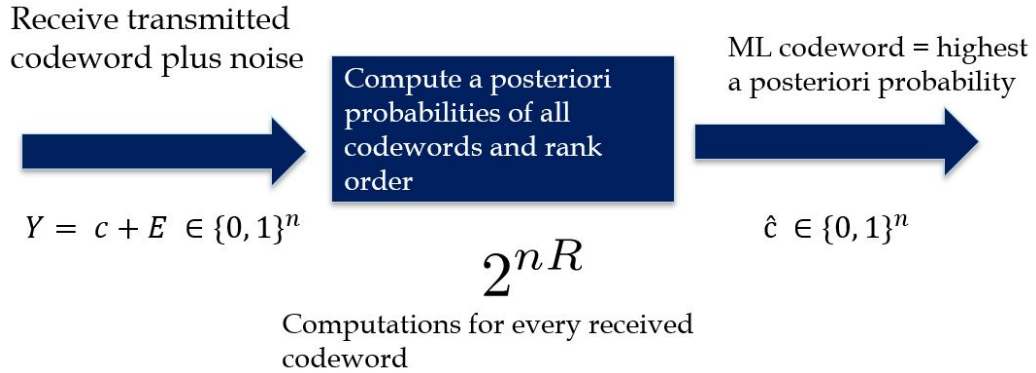 Receive transmitted
codeword plus noise
Compute a posteriori
probabilities of all
codewords and rank
order
ML codeword = highest
a posteriori probability
Y = c + E ∈ {0, 1}ⁿ
ĉ ∈ {0, 1}ⁿ
2^{nR}
Computations for every received
codeword